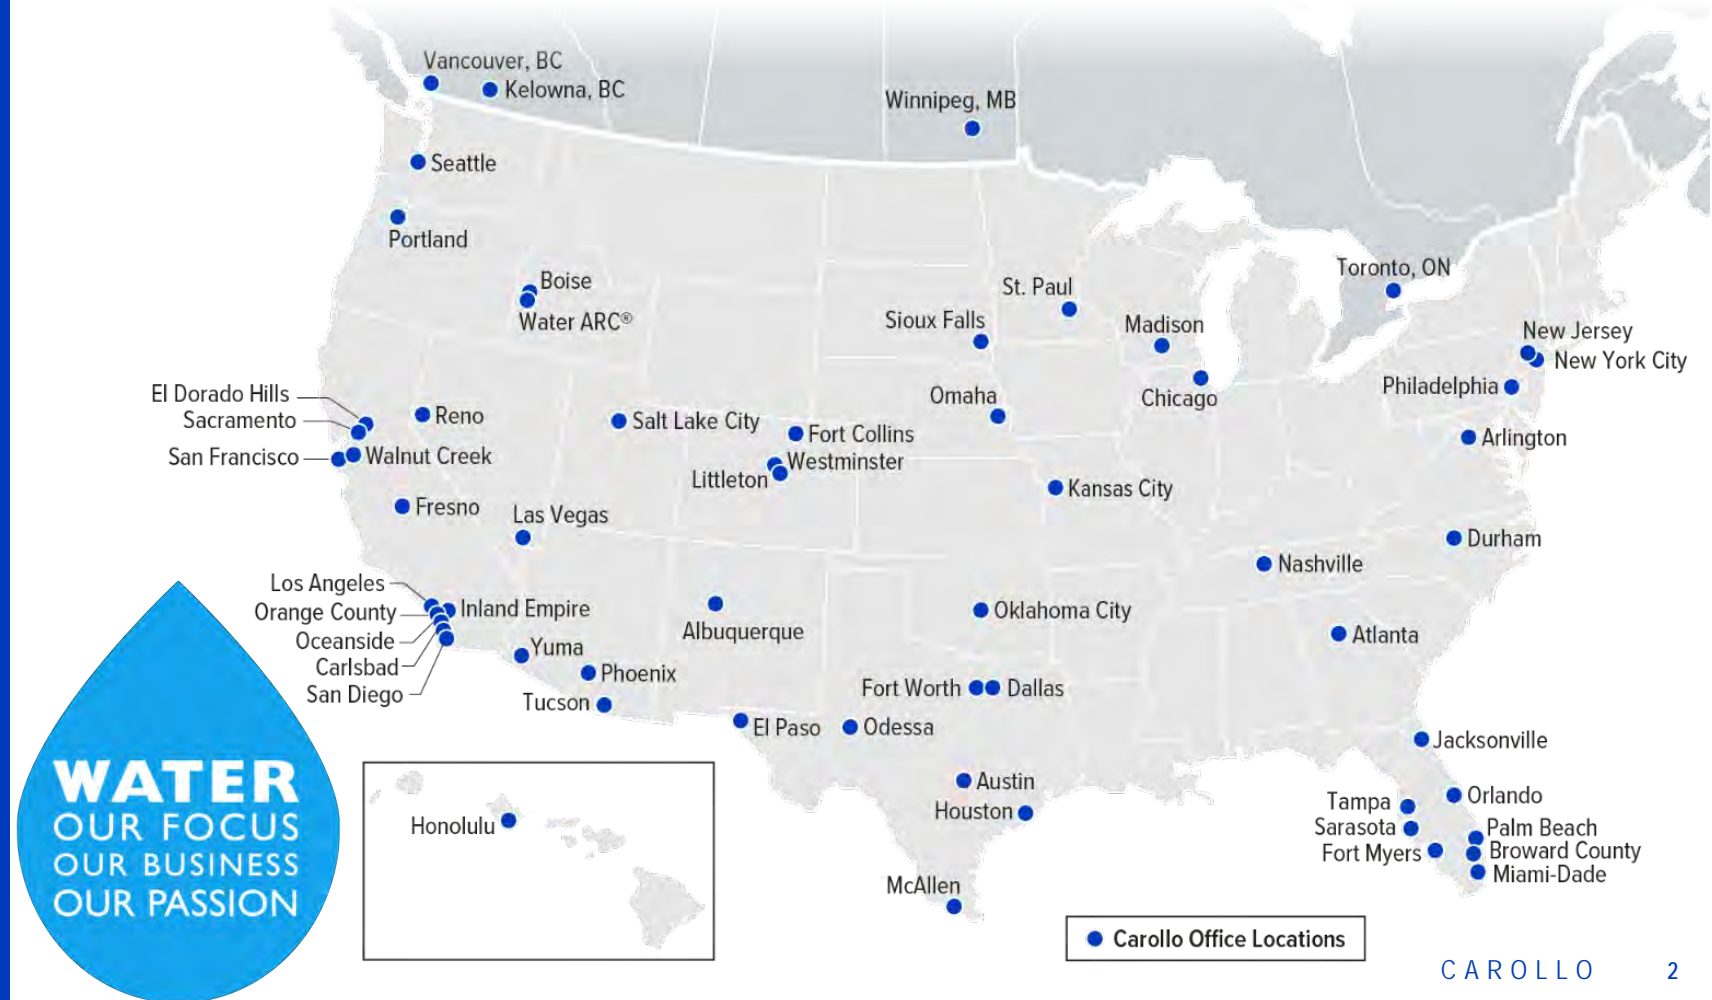 Vancouver, BC
Kelowna, BC
Winnipeg, MB
Seattle
Portland
Boise
Water ARC®
Toronto, ON
St. Paul
Sioux Falls
Madison
New Jersey
New York City
Philadelphia
Chicago
Omaha
El Dorado Hills
Sacramento
Reno
Salt Lake City
Fort Collins
Westminster
Littleton
Arlington
San Francisco
Walnut Creek
Kansas City
Fresno
Las Vegas
Durham
Nashville
Los Angeles
Orange County
Inland Empire
Oceanside
Carlsbad
San Diego
Yuma
Phoenix
Tucson
Albuquerque
Oklahoma City
Atlanta
Fort Worth
Dallas
El Paso
Odessa
Jacksonville
Austin
Houston
Orlando
Tampa
Sarasota
Fort Myers
Palm Beach
Broward County
Miami-Dade
McAllen
Honolulu
WATER
OUR FOCUS
OUR BUSINESS
OUR PASSION
Carollo Office Locations
CAROLLO 2